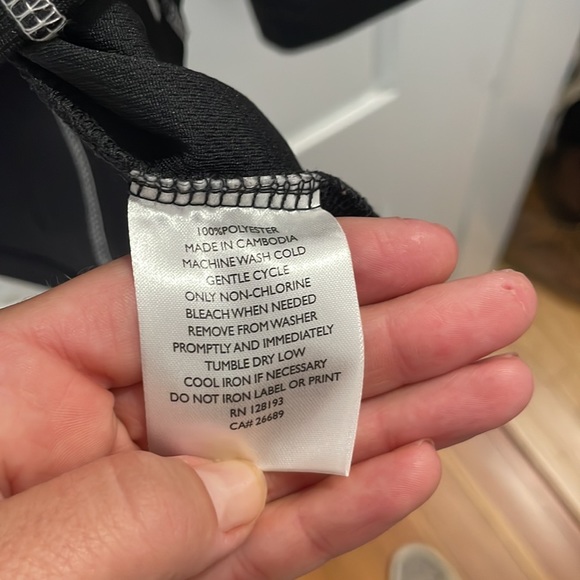 100%POLYESTER
MADE IN CAMBODIA
MACHINE WASH COLD
GENTLE CYCLE
ONLY NON-CHLORINE
BLEACH WHEN NEEDED
REMOVE FROM WASHER
PROMPTLY AND IMMEDIATELY
TUMBLE DRY LOW
COOL IRON IF NECESSARY
DO NOT IRON LABEL OR PRINT
RN 128193
CA# 26689